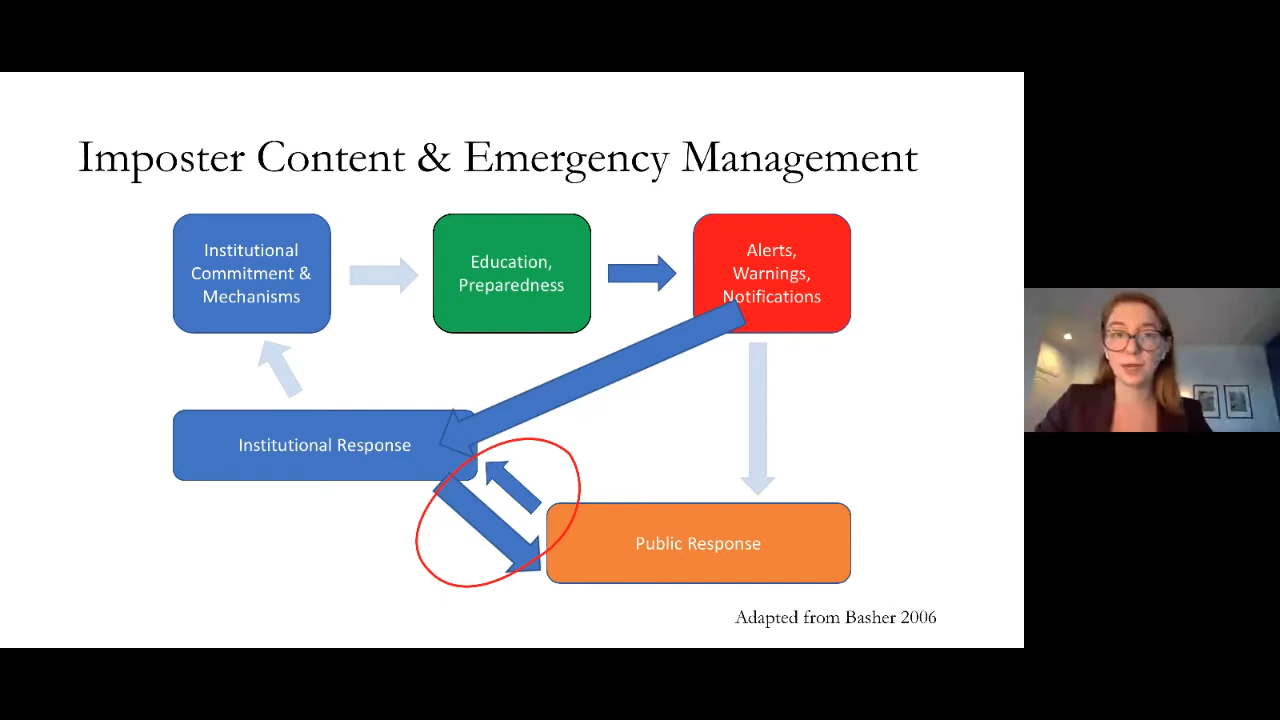 Imposter Content & Emergency Management
Institutional
Commitment &
Mechanisms
Education,
Preparedness
Alerts,
Warnings,
Notifications
Institutional Response
Public Response
Adapted from Basher 2006